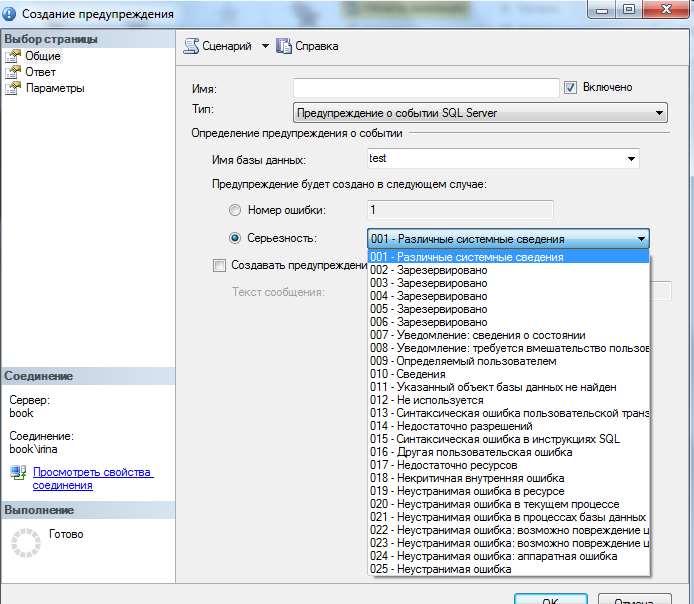 Создание предупреждения
Выбор страницы
Общие
Ответ
Параметры
Сценарий
Справка
Имя:
Включено
Тип:
Предупреждение о событии SQL Server
Определение предупреждения о событии
Имя базы данных:
test
Предупреждение будет создано в следующем случае:
Номер ошибки:
1
Серьезность:
001 - Различные системные сведения
Создавать предупреждени
Текст сообщения:
001 - Различные системные сведения
002 - Зарезервировано
003 - Зарезервировано
004 - Зарезервировано
005 - Зарезервировано
006 - Зарезервировано
007 - Уведомление: сведения о состоянии
008 - Уведомление: требуется вмешательство пользов
009 - Определяемый пользователем
010 - Сведения
011 - Указанный объект базы данных не найден
012 - Не используется
013 - Синтаксическая ошибка пользовательской транз
014 - Недостаточно разрешений
015 - Синтаксическая ошибка в инструкциях SQL
016 - Другая пользовательская ошибка
017 - Недостаточно ресурсов
018 - Некритичная внутренняя ошибка
019 - Неустранимая ошибка в ресурсе
020 - Неустранимая ошибка в текущем процессе
021 - Неустранимая ошибка в процессах базы данных
022 - Неустранимая ошибка: возможно повреждение ц
023 - Неустранимая ошибка: возможно повреждение ц
024 - Неустранимая ошибка: аппаратная ошибка
025 - Неустранимая ошибка
Соединение
Сервер:
book
Соединение:
book\irina
Просмотреть свойства
соединения
Выполнение
Готово
OK
Отмена